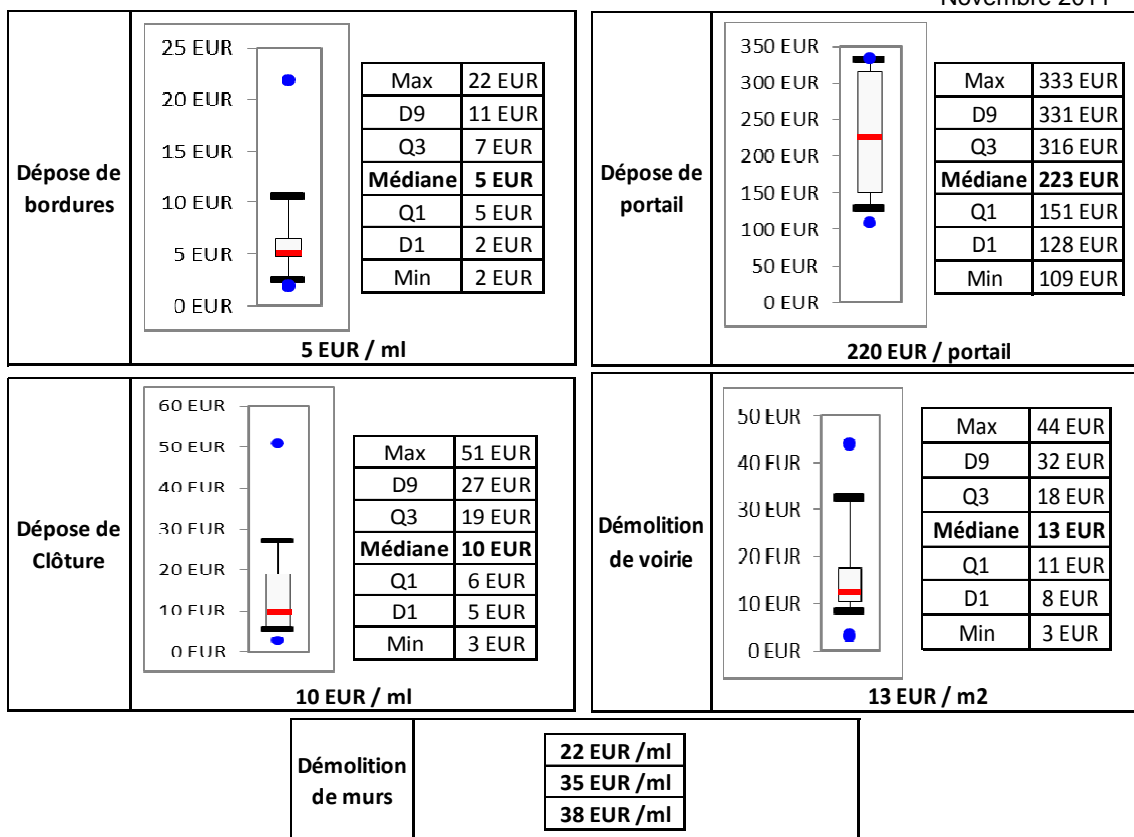 Novembre 2011
Dépose de
bordures
25 EUR
20 EUR
15 EUR
10 EUR
5 EUR
0 EUR
Max 22 EUR
D9 11 EUR
Q3 7 EUR
Médiane 5 EUR
Q1 5 EUR
D1 2 EUR
Min 2 EUR
5 EUR / ml
Dépose de
portail
350 EUR
300 EUR
250 EUR
200 EUR
150 EUR
100 EUR
50 EUR
0 EUR
Max 333 EUR
D9 331 EUR
Q3 316 EUR
Médiane 223 EUR
Q1 151 EUR
D1 128 EUR
Min 109 EUR
220 EUR / portail
Dépose de
Clôture
60 EUR
50 EUR
40 EUR
30 EUR
20 EUR
10 EUR
0 EUR
Max 51 EUR
D9 27 EUR
Q3 19 EUR
Médiane 10 EUR
Q1 6 EUR
D1 5 EUR
Min 3 EUR
10 EUR / ml
Démolition
de voirie
50 EUR
40 EUR
30 EUR
20 EUR
10 EUR
0 EUR
Max 44 EUR
D9 32 EUR
Q3 18 EUR
Médiane 13 EUR
Q1 11 EUR
D1 8 EUR
Min 3 EUR
13 EUR / m2
Démolition
de murs
22 EUR /ml
35 EUR /ml
38 EUR /ml